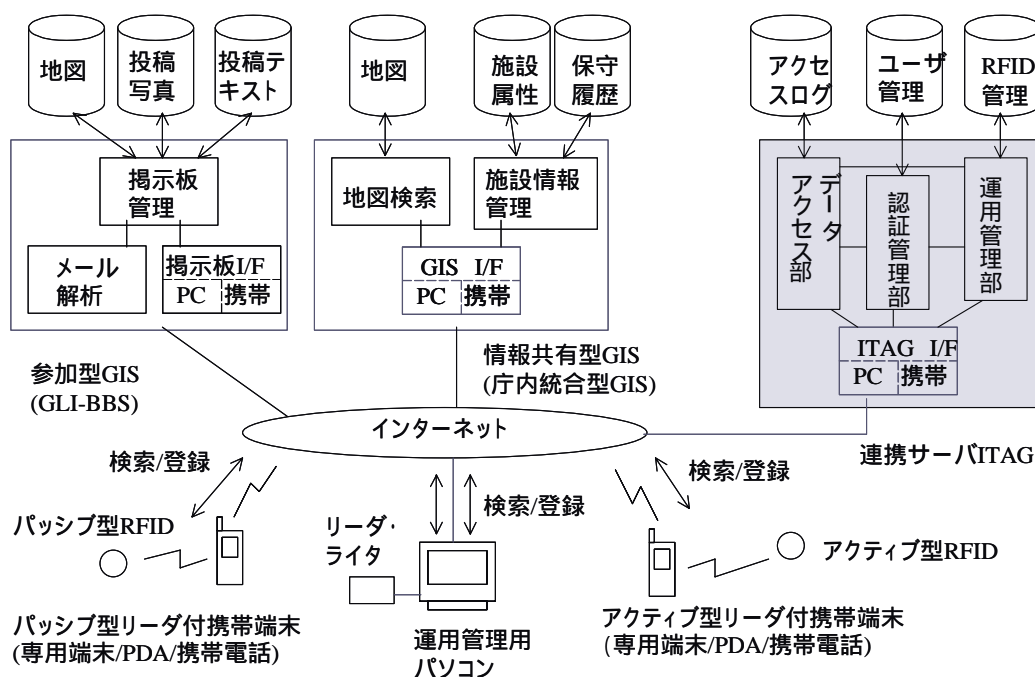 地図
投稿
写真
投稿テ
キスト
地図
施設
属性
保守
履歴
アクセ
スログ
ユーザ
管理
RFID
管理
掲示板
管理
メール
解析
掲示板I/F
PC 携帯
地図検索
施設情報
管理
GIS I/F
PC 携帯
データ
アクセス部
認証管理部
運用管理部
ITAG I/F
PC 携帯
参加型GIS
(GLI-BBS)
情報共有型GIS
(庁内統合型GIS)
連携サーバITAG
インターネット
検索/登録
検索/登録
検索/登録
パッシブ型RFID
リーダ・
ライタ
アクティブ型RFID
パッシブ型リーダ付携帯端末
(専用端末/PDA/携帯電話)
運用管理用
パソコン
アクティブ型リーダ付携帯端末
(専用端末/PDA/携帯電話)